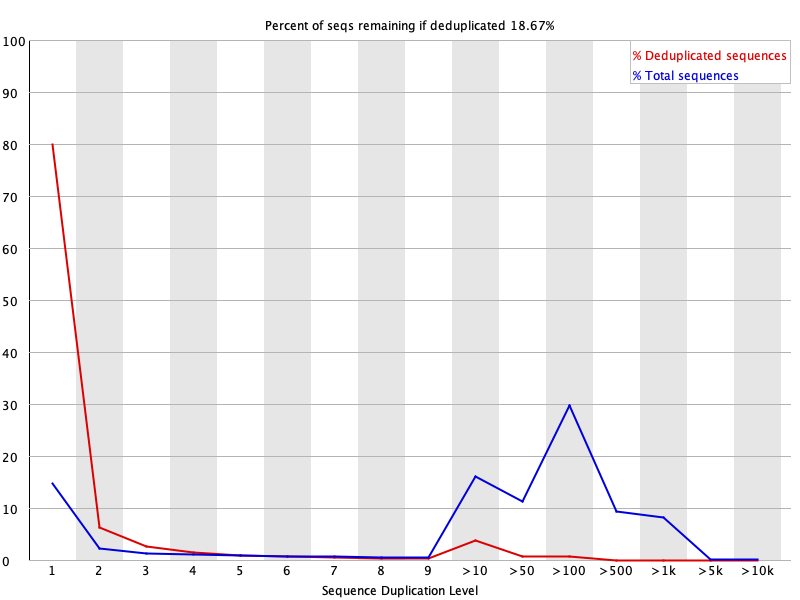 Percent of seqs remaining if deduplicated 18.67%
% Deduplicated sequences
% Total sequences
100
90
80
70
60
50
40
30
20
10
0
1 2 3 4 5 6 7 8 9 >10 >50 >100 >500 >1k >5k >10k
Sequence Duplication Level